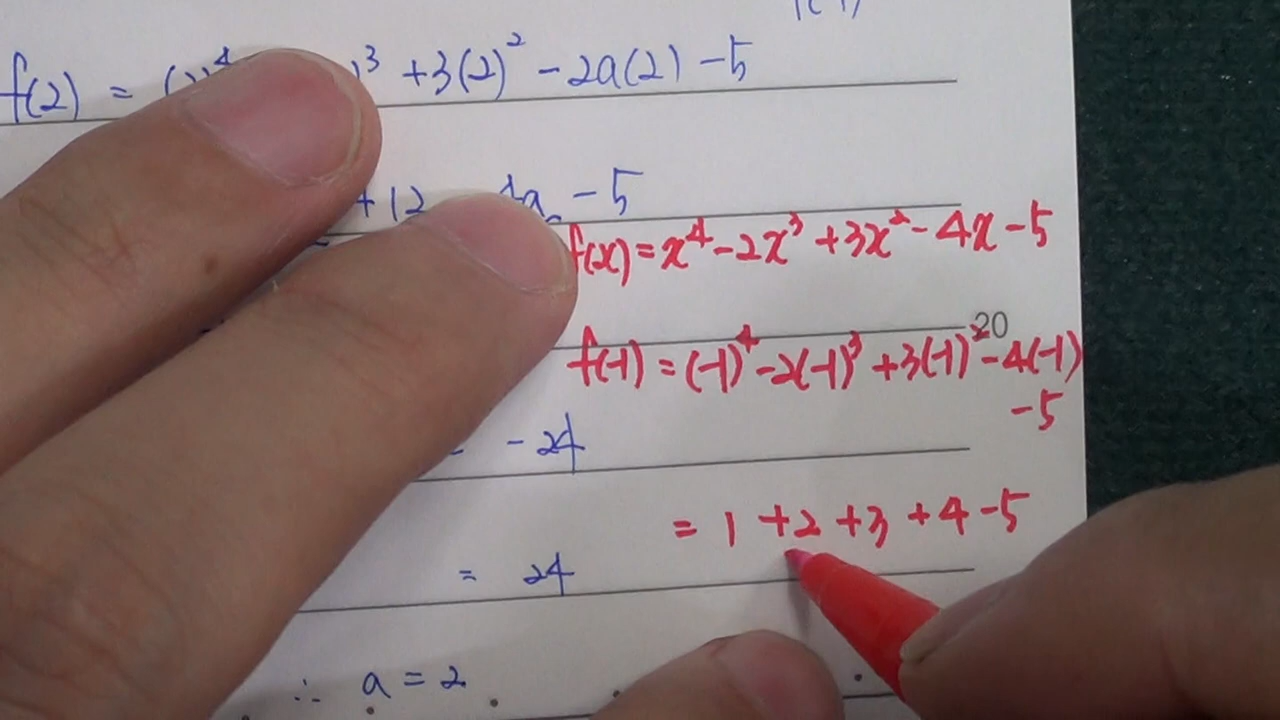 f(2) = ³ +3(2)² - 2a(2) - 5
+12 - 5
f(x) = x⁴ - 2x³ + 3x² - 4x - 5
20
f(-1) = (-1)⁴ - 2(-1)³ + 3(-1)² - 4(-1)
- 5
- 24
= 1 + 2 + 3 + 4 - 5
= 24
∴ a = 2